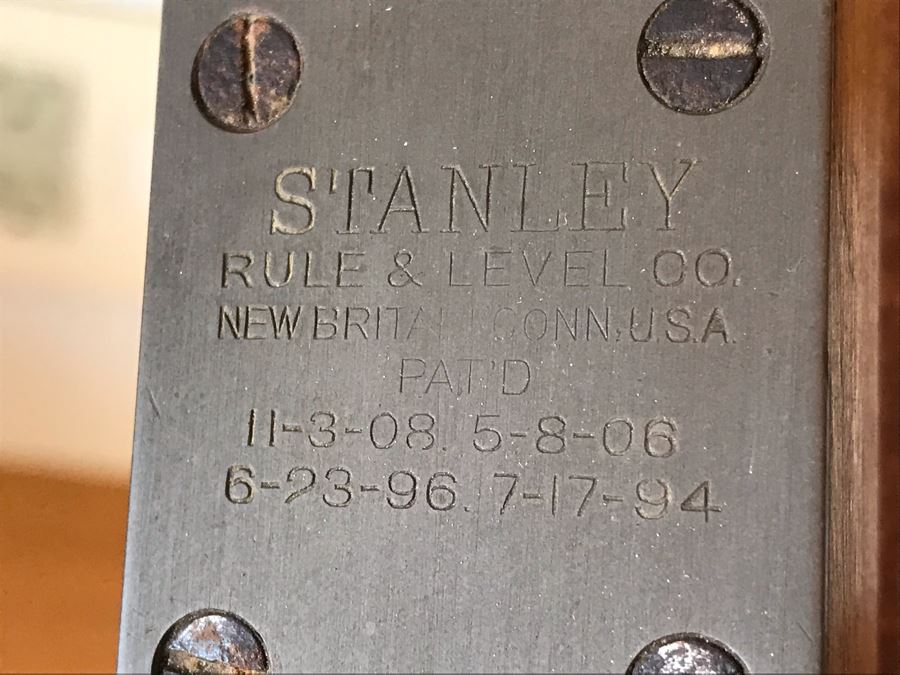 STANLEY
RULE & LEVEL CO.
NEW BRITAIN CONN. U.S.A.
PAT'D
11-3-08. 5-8-06
6-23-96. 7-17-94